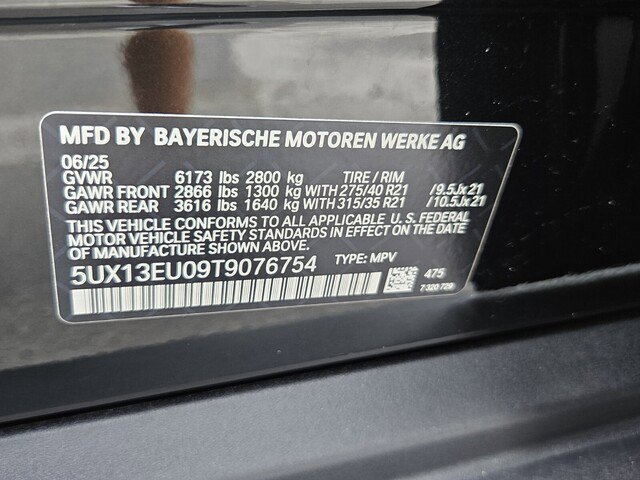 MFD BY BAYERISCHE MOTOREN WERKE AG
06/25
GVWR 6173 lbs 2800 kg TIRE / RIM
GAWR FRONT 2866 lbs 1300 kg WITH 275/40 R21 /9.5Jx21
GAWR REAR 3616 lbs 1640 kg WITH 315/35 R21 /10.5Jx21
THIS VEHICLE CONFORMS TO ALL APPLICABLE U. S. FEDERAL
MOTOR VEHICLE SAFETY STANDARDS IN EFFECT ON THE DATE
OF MANUFACTURE SHOWN ABOVE.
5UX13EU09T9076754 TYPE: MPV
475
7 320 729